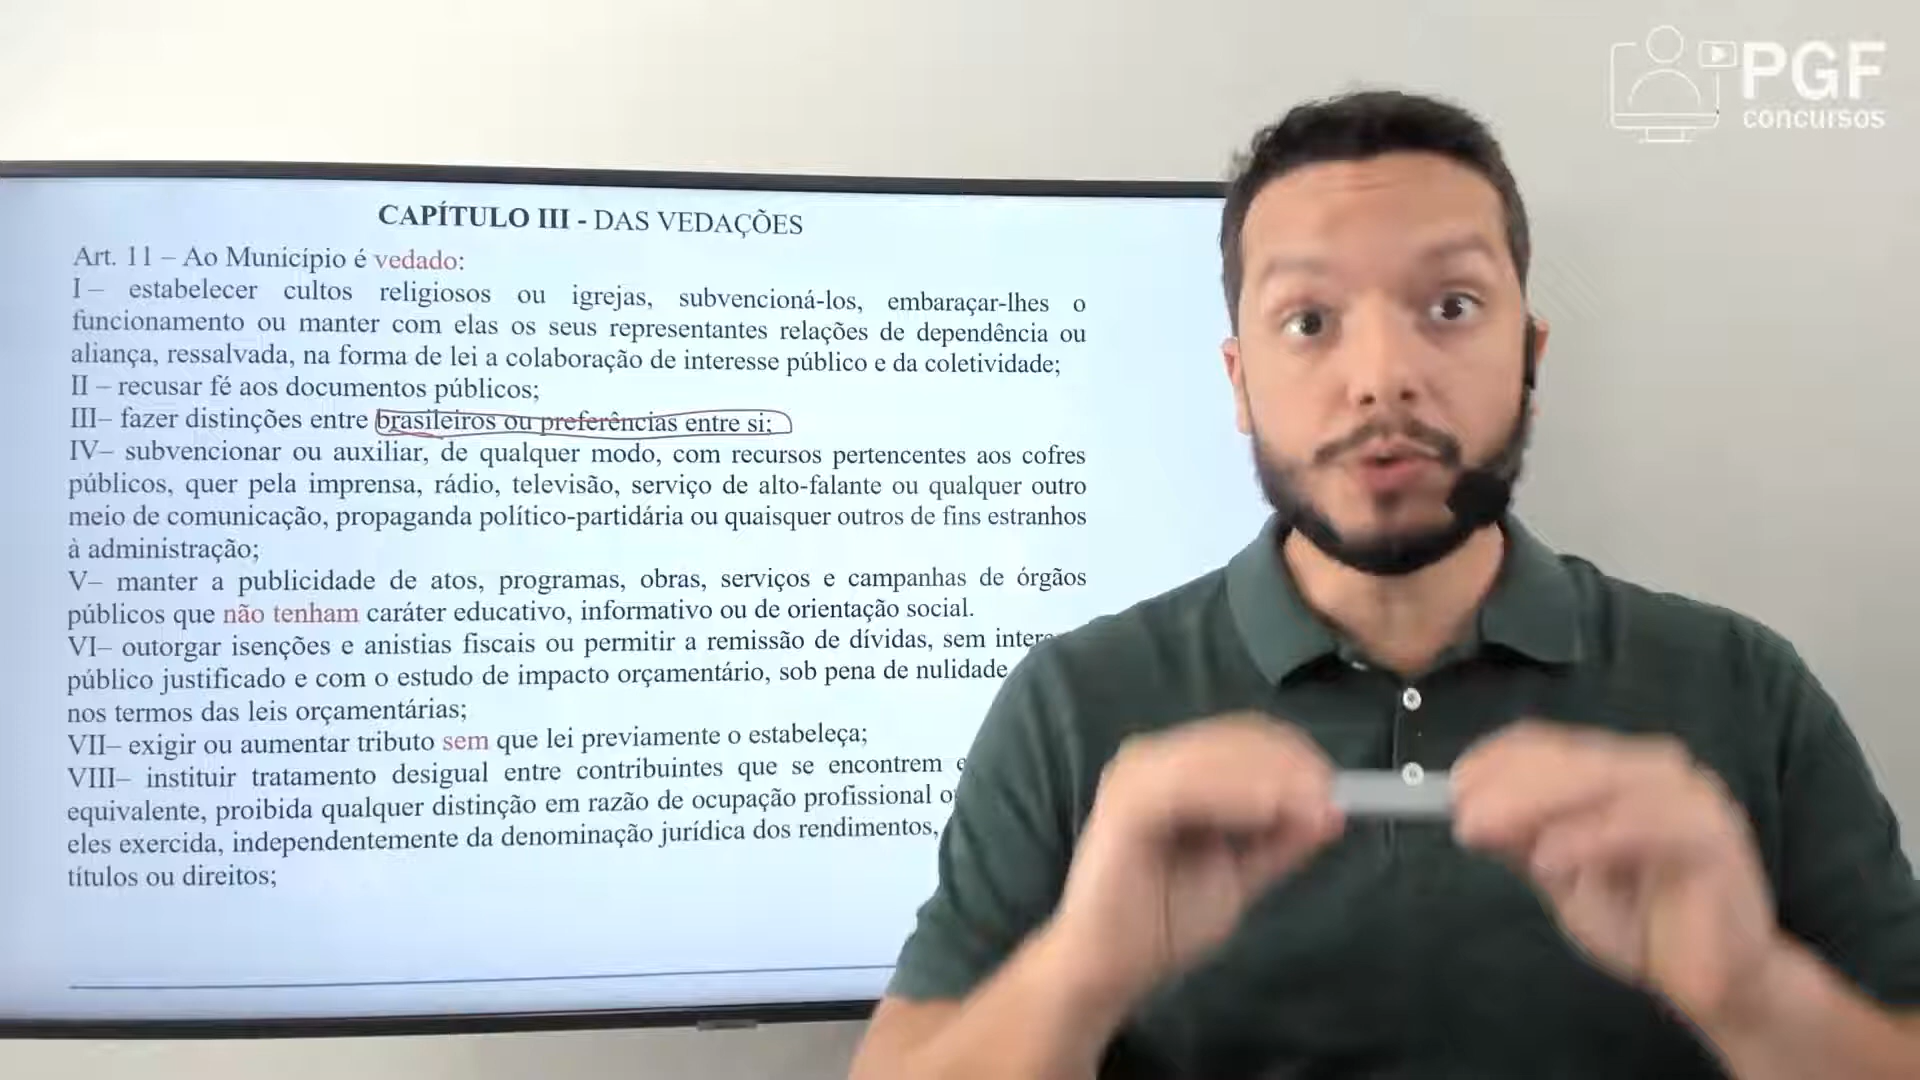 PGF
concursos
CAPÍTULO III - DAS VEDAÇÕES
Art. 11 – Ao Município é vedado:
I – estabelecer cultos religiosos ou igrejas, subvencioná-los, embaraçar-lhes o
funcionamento ou manter com elas os seus representantes relações de dependência ou
aliança, ressalvada, na forma de lei a colaboração de interesse público e da coletividade;
II – recusar fé aos documentos públicos;
III– fazer distinções entre brasileiros ou preferências entre si;
IV– subvencionar ou auxiliar, de qualquer modo, com recursos pertencentes aos cofres
públicos, quer pela imprensa, rádio, televisão, serviço de alto-falante ou qualquer outro
meio de comunicação, propaganda político-partidária ou quaisquer outros de fins estranhos
à administração;
V– manter a publicidade de atos, programas, obras, serviços e campanhas de órgãos
públicos que não tenham caráter educativo, informativo ou de orientação social.
VI– outorgar isenções e anistias fiscais ou permitir a remissão de dívidas, sem
público justificado e com o estudo de impacto orçamentário, sob pena de nulidade
nos termos das leis orçamentárias;
VII– exigir ou aumentar tributo sem que lei previamente o estabeleça;
VIII– instituir tratamento desigual entre contribuintes que se encontrem
equivalente, proibida qualquer distinção em razão de ocupação profissional
eles exercida, independentemente da denominação jurídica dos rendimentos,
títulos ou direitos;